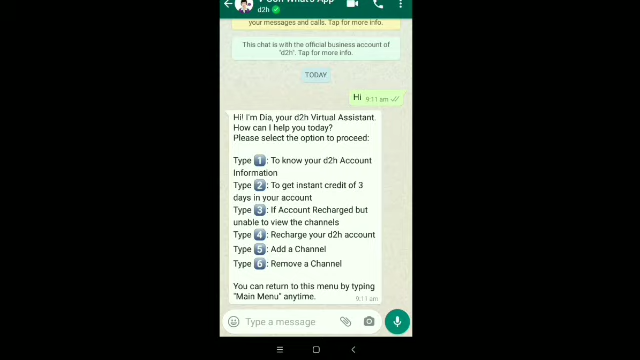 d2h
your messages and calls. Tap for more info.
This chat is with the official business account of
"d2h". Tap for more info.
TODAY
Hi 9:11 am
Hi! I'm Dia, your d2h Virtual Assistant.
How can I help you today?
Please select the option to proceed:
Type 1: To know your d2h Account
Information
Type 2: To get instant credit of 3
days in your account
Type 3: If Account Recharged but
unable to view the channels
Type 4: Recharge your d2h account
Type 5: Add a Channel
Type 6: Remove a Channel
You can return to this menu by typing
"Main Menu" anytime. 9:11 am
Type a message